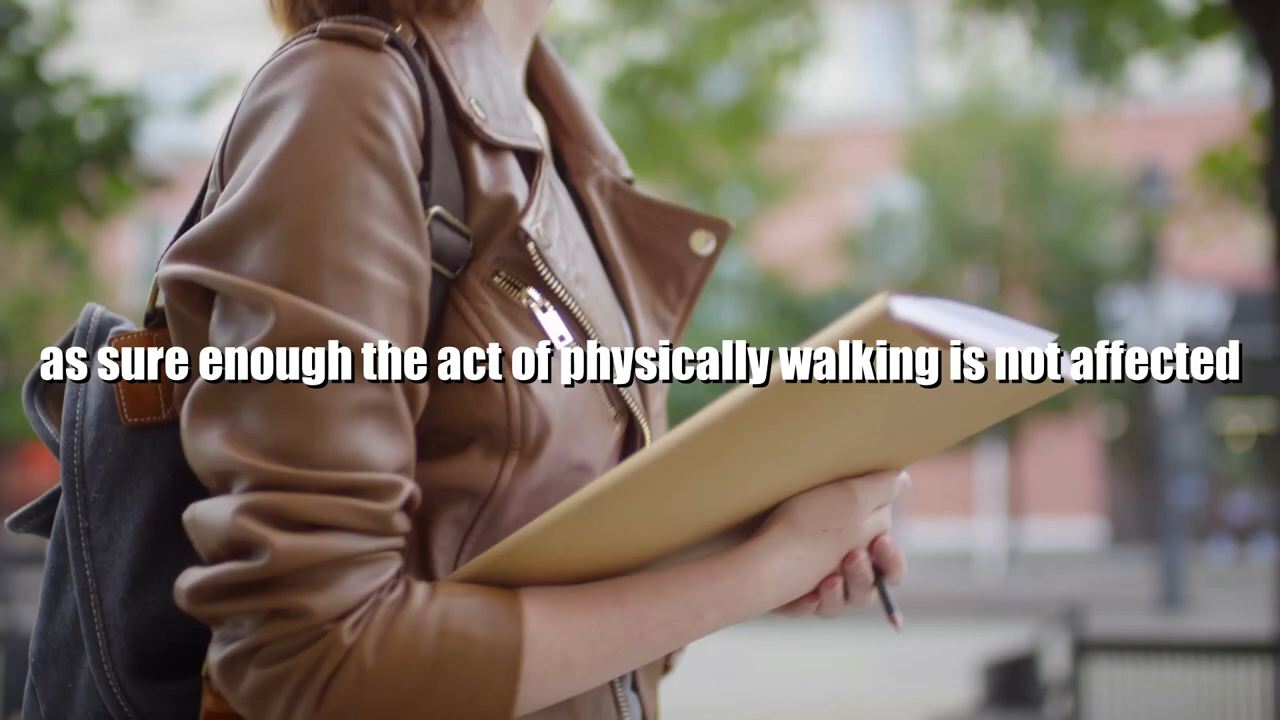 as sure enough the act of physically walking is not affected